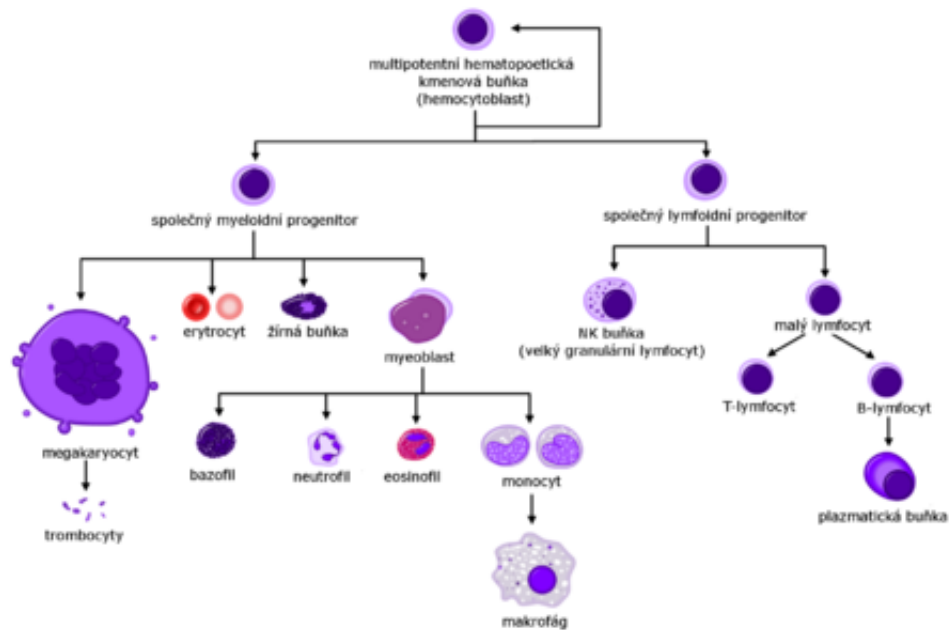 multipotentní hematopoetická
kmenová buňka
(hemocytoblast)
společný myeloidní progenitor
společný lymfoidní progenitor
erytrocyt
žírná buňka
myeoblast
NK buňka
(velký granulární lymfocyt)
malý lymfocyt
T-lymfocyt
B-lymfocyt
megakaryocyt
bazofil
neutrofil
eosinofil
monocyt
plazmatická buňka
trombocyty
makrofág